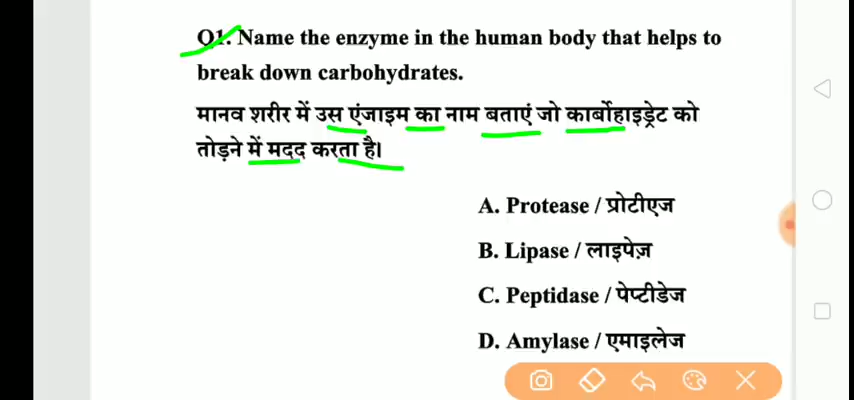 Q1. Name the enzyme in the human body that helps to
break down carbohydrates.
मानव शरीर में उस एंजाइम का नाम बताएं जो कार्बोहाइड्रेट को
तोड़ने में मदद करता है।
A. Protease / प्रोटीएज
B. Lipase / लाइपेज़
C. Peptidase / पेप्टीडेज
D. Amylase / एमाइलेज